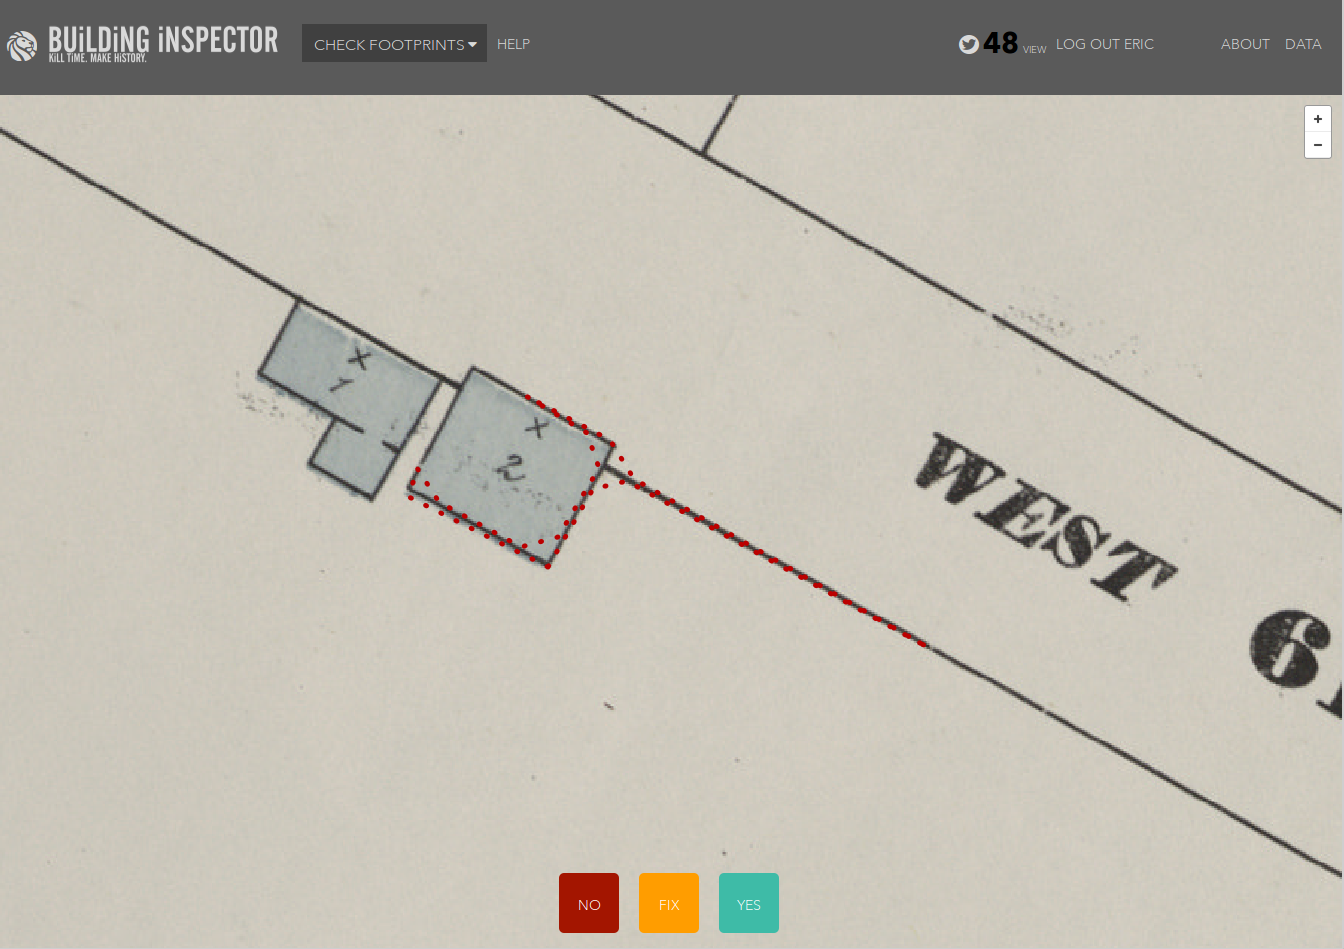 BUiLDiNG iNSPECTOR
KiLL TiME. MAKE HiSTORY.
CHECK FOOTPRINTS
HELP
48 VIEW
LOG OUT ERIC
ABOUT
DATA
+
−
X
1
X
2
WEST 6
NO
FIX
YES